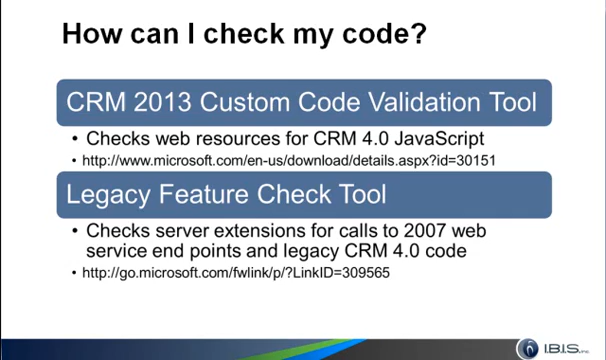 How can I check my code?
CRM 2013 Custom Code Validation Tool
• Checks web resources for CRM 4.0 JavaScript
• http://www.microsoft.com/en-us/download/details.aspx?id=30151
Legacy Feature Check Tool
• Checks server extensions for calls to 2007 web
service end points and legacy CRM 4.0 code
• http://go.microsoft.com/fwlink/p/?LinkID=309565
I.B.I.S.